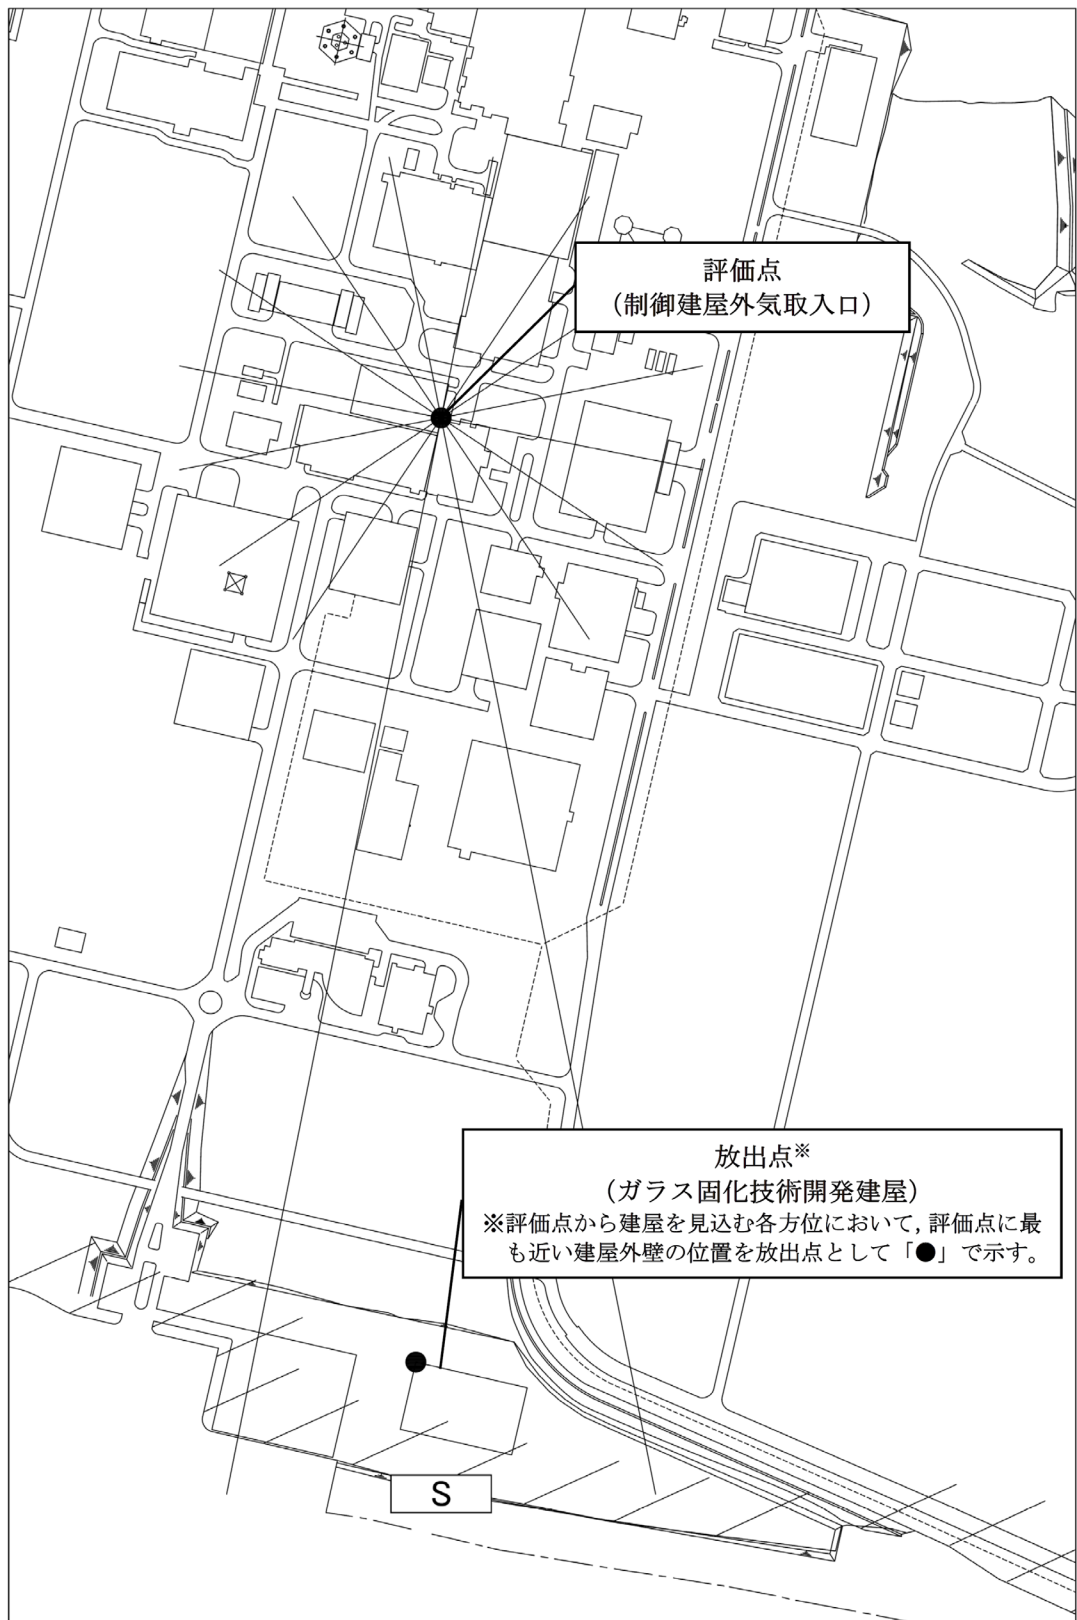 評価点
（制御建屋外気取入口）
放出点※
（ガラス固化技術開発建屋）
※評価点から建屋を見込む各方位において, 評価点に最
も近い建屋外壁の位置を放出点として「●」で示す。
S